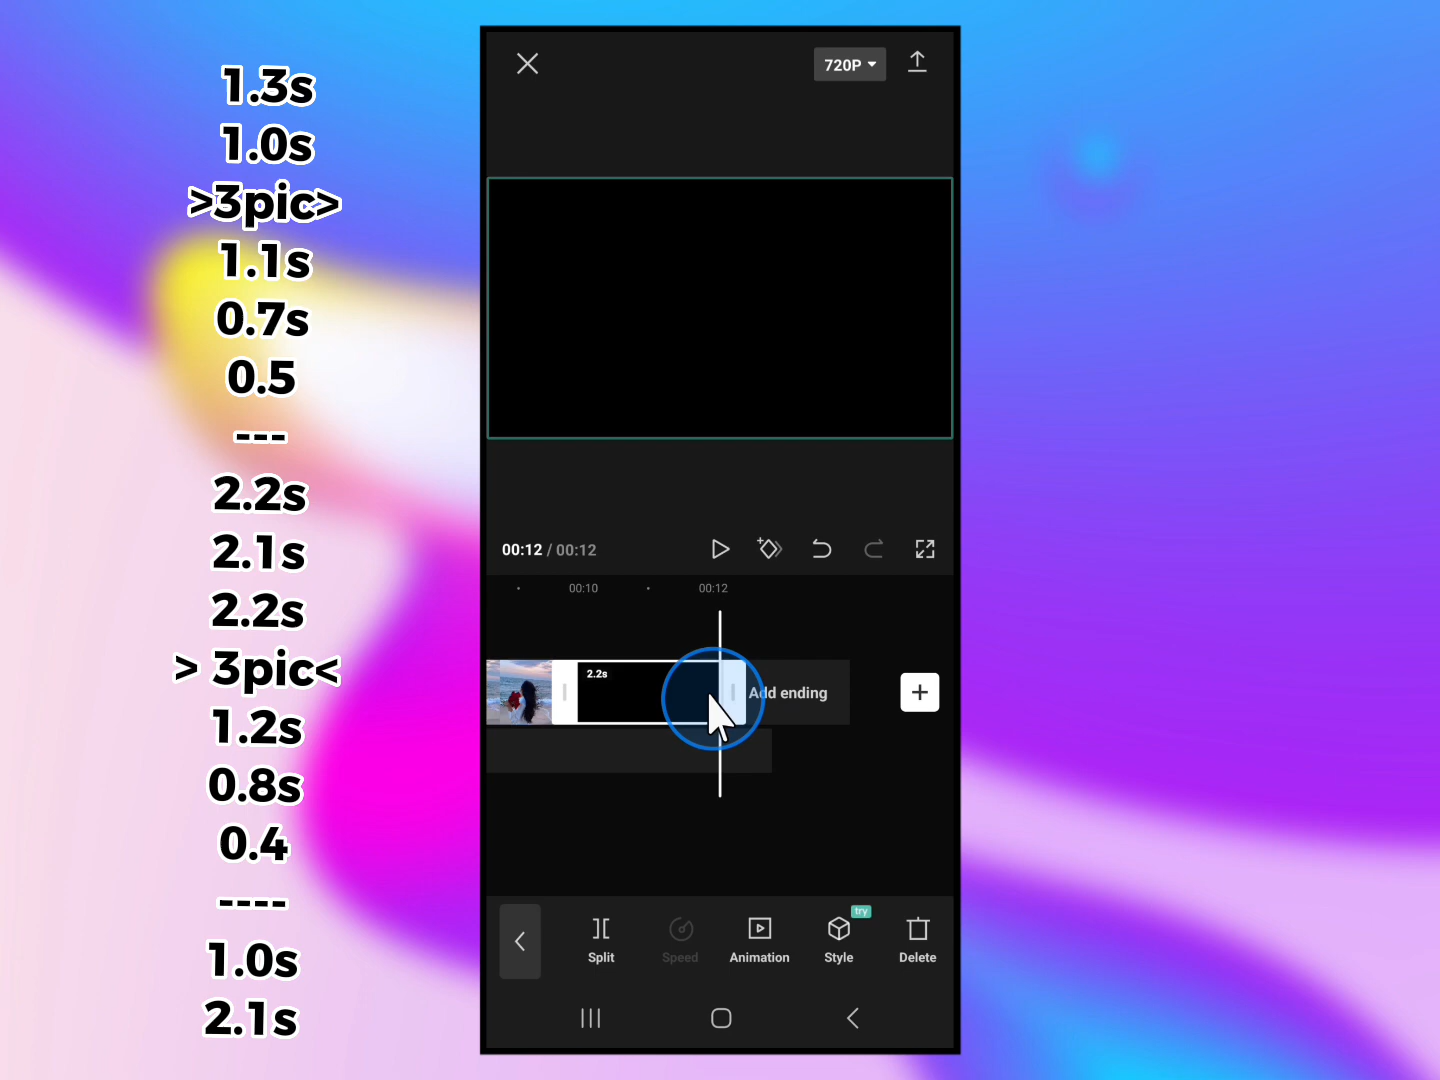 1.3s
1.0s
>3pic>
1.1s
0.7s
0.5
---
2.2s
2.1s
2.2s
> 3pic<
1.2s
0.8s
0.4
----
1.0s
2.1s
720P
00:12 / 00:12
00:10 00:12
2.2s
Add ending
try
Split Speed Animation Style Delete